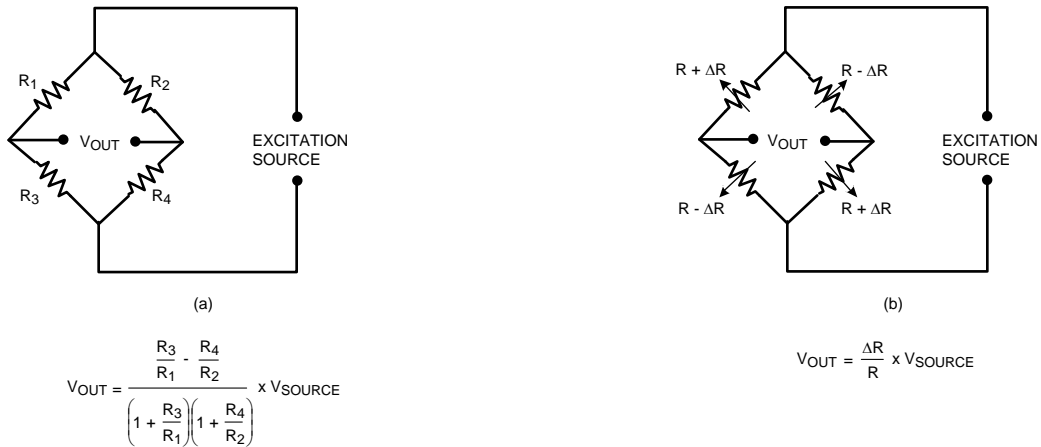 R1
R2
VOUT
EXCITATION
SOURCE
R3
R4
(a)
VOUT = (R3/R1 - R4/R2) / ((1 + R3/R1)(1 + R4/R2)) x VSOURCE
R + ΔR
R - ΔR
VOUT
EXCITATION
SOURCE
R - ΔR
R + ΔR
(b)
VOUT = ΔR/R x VSOURCE